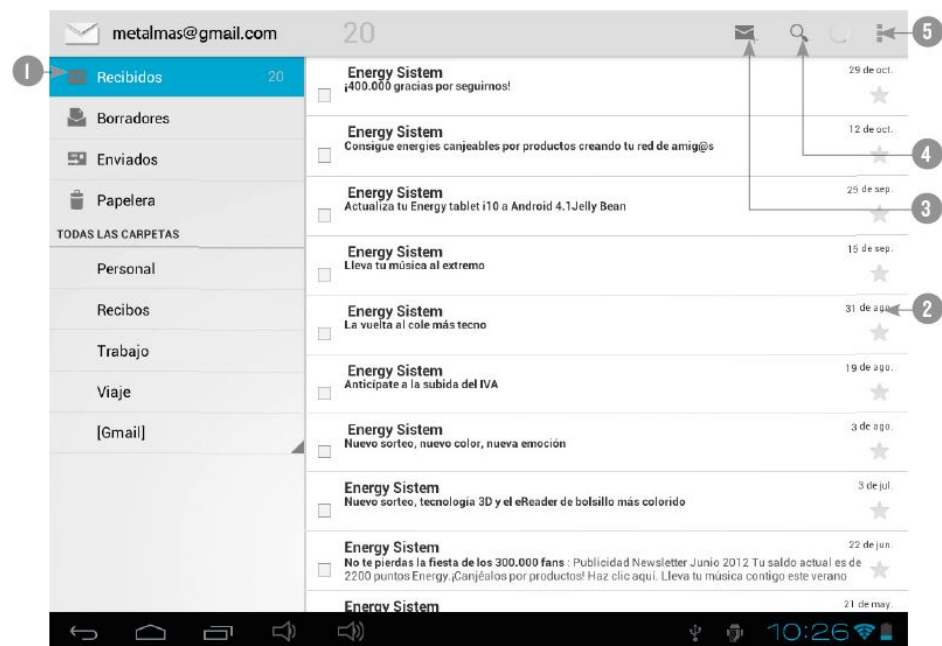 metalmas@gmail.com
20
5
1
Recibidos 20
Borradores
Enviados
Papelera
TODAS LAS CARPETAS
Personal
Recibos
Trabajo
Viaje
[Gmail]
Energy Sistem 29 de oct.
¡400.000 gracias por seguirnos!
Energy Sistem 12 de oct.
Consigue energies canjeables por productos creando tu red de amig@s
4
Energy Sistem 25 de sep.
Actualiza tu Energy tablet i10 a Android 4.1Jelly Bean
3
Energy Sistem 15 de sep.
Lleva tu música al extremo
Energy Sistem 31 de ago.
La vuelta al cole más tecno
2
Energy Sistem 19 de ago.
Anticípate a la subida del IVA
Energy Sistem 3 de ago.
Nuevo sorteo, nuevo color, nueva emoción
Energy Sistem 3 de jul.
Nuevo sorteo, tecnología 3D y el eReader de bolsillo más colorido
Energy Sistem 22 de jun.
No te pierdas la fiesta de los 300.000 fans : Publicidad Newsletter Junio 2012 Tu saldo actual es de
2200 puntos Energy.¡Canjéalos por productos! Haz clic aquí. Lleva tu música contigo este verano
Energy Sistem 21 de may.
10:26